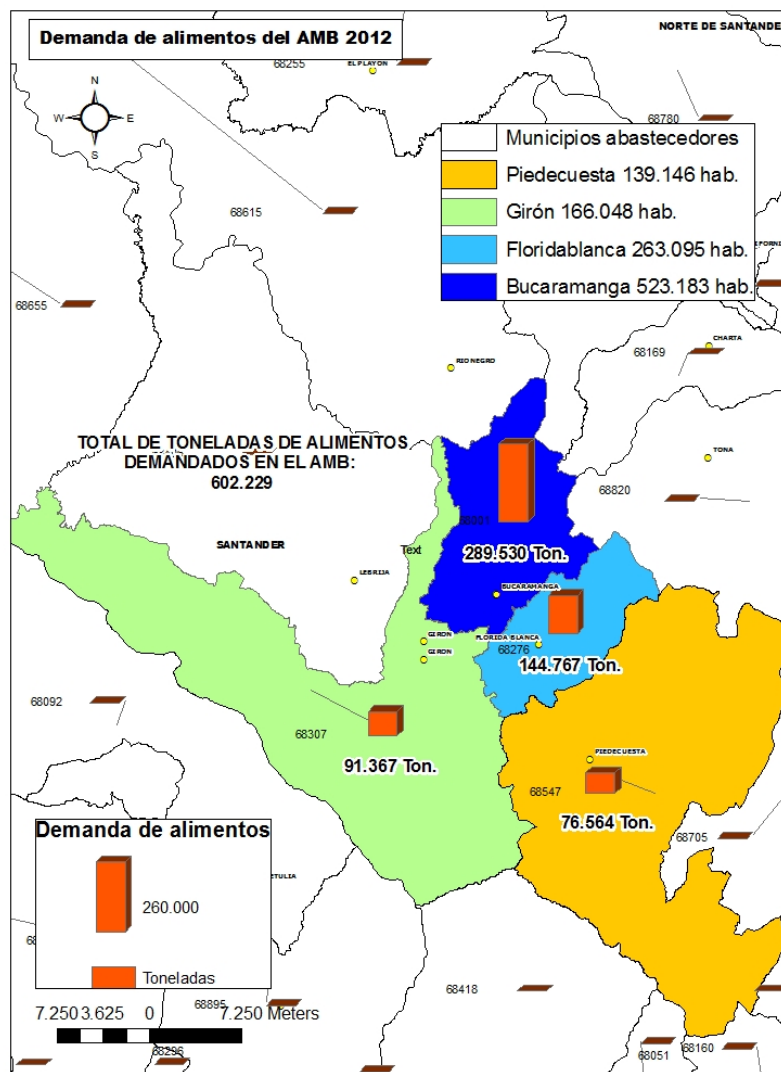 Demanda de alimentos del AMB 2012
NORTE DE SANTANDE
68255
EL PLAYON
N
W
E
S
68780
Municipios abastecedores
Piedecuesta 139.146 hab.
Girón 166.048 hab.
Floridablanca 263.095 hab.
Bucaramanga 523.183 hab.
68615
68655
CHARTA
68169
RIONEGRO
TOTAL DE TONELADAS DE ALIMENTOS
DEMANDADOS EN EL AMB:
602.229
TONA
68820
68001
SANTANDER
Text
289.530 Ton.
LEBRIJA
BUCARAMANGA
GIRON
FLORIDA BLANCA
68276
GIRON
144.767 Ton.
68092
68307
91.367 Ton.
PIEDECUESTA
68547
76.564 Ton.
68705
Demanda de alimentos
260.000
Toneladas
ETULIA
68418
68895
7.250 3.625 0 7.250 Meters
68296
68051
68160